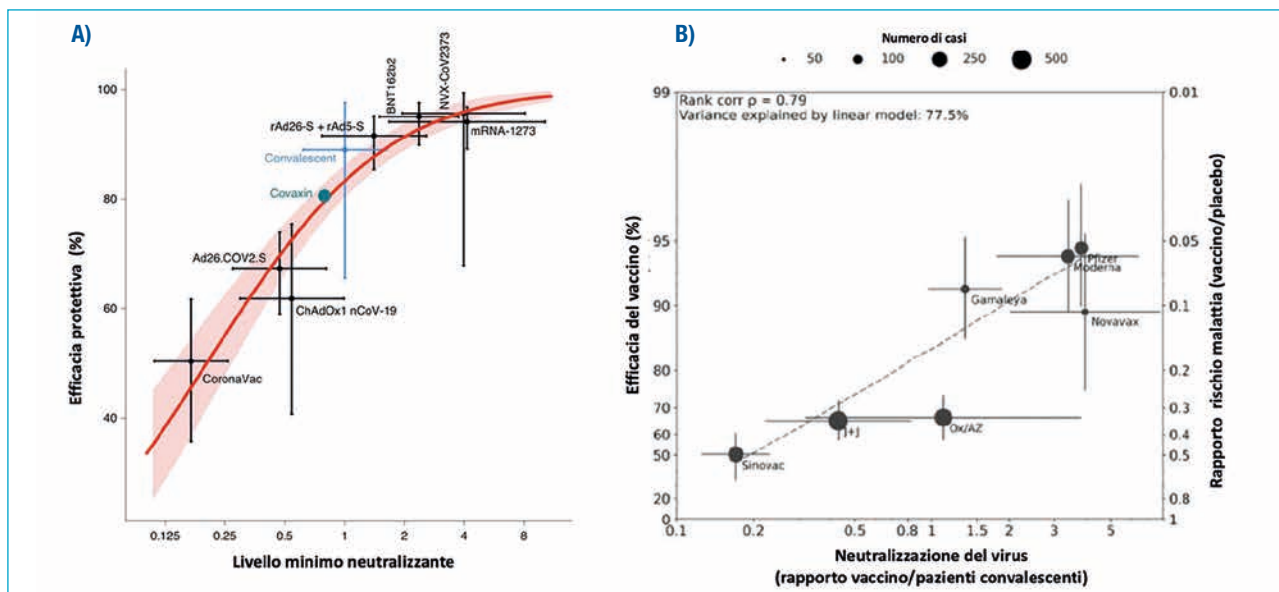 A)
Efficacia protettiva (%)
100
80
60
40
BNT162b2
NVX-CoV2373
rAd26-S + rAd5-S
mRNA-1273
Convalescent
Covaxin
Ad26.COV2.S
ChAdOx1 nCoV-19
CoronaVac
0.125 0.25 0.5 1 2 4 8
Livello minimo neutralizzante
B)
Numero di casi
50 100 250 500
Rank corr ρ = 0.79
Variance explained by linear model: 77.5%
Efficacia del vaccino (%)
99
95
90
80
70
60
50
20
0
Pfizer
Moderna
Gamaleya
Novavax
J+J
Ox/AZ
Sinovac
0.01
0.05
0.1
0.2
0.3
0.4
0.5
0.8
1
Rapporto rischio malattia (vaccino/placebo)
0.1 0.2 0.5 0.8 1 1.5 2 3 5
Neutralizzazione del virus
(rapporto vaccino/pazienti convalescenti)